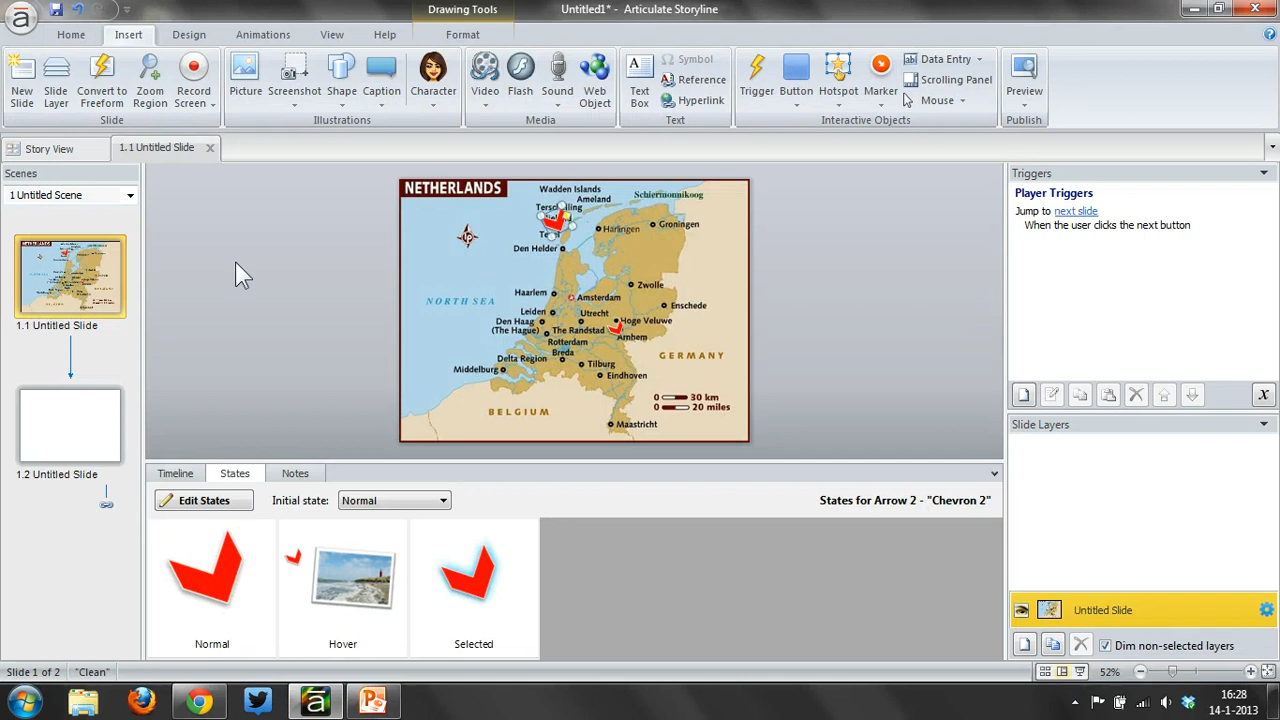 Drawing Tools
Untitled1* - Articulate Storyline
Home
Insert
Design
Animations
View
Help
Format
New Slide
Slide Layer
Convert to Freeform
Zoom Region
Record Screen
Picture
Screenshot
Shape
Caption
Character
Video
Flash
Sound
Web Object
Text Box
Symbol
Reference
Hyperlink
Trigger
Button
Hotspot
Marker
Data Entry
Scrolling Panel
Mouse
Preview
Slide
Illustrations
Media
Text
Interactive Objects
Publish
Story View
1.1 Untitled Slide
Scenes
1 Untitled Scene
1.1 Untitled Slide
1.2 Untitled Slide
NETHERLANDS
Wadden Islands
Ameland
Schiermonnikoog
Terschelling
Harlingen
Groningen
Den Helder
Zwolle
Haarlem
Amsterdam
Enschede
NORTH SEA
Leiden
Utrecht
Den Haag
(The Hague)
Hoge Veluwe
The Randstad
Arnhem
Rotterdam
Breda
GERMANY
Delta Region
Tilburg
Middelburg
Eindhoven
0 30 km
0 20 miles
BELGIUM
Maastricht
Triggers
Player Triggers
Jump to next slide
When the user clicks the next button
x
Slide Layers
Untitled Slide
Dim non-selected layers
Timeline
States
Notes
Edit States
Initial state:
Normal
States for Arrow 2 - "Chevron 2"
Normal
Hover
Selected
Slide 1 of 2
"Clean"
52%
16:28
14-1-2013